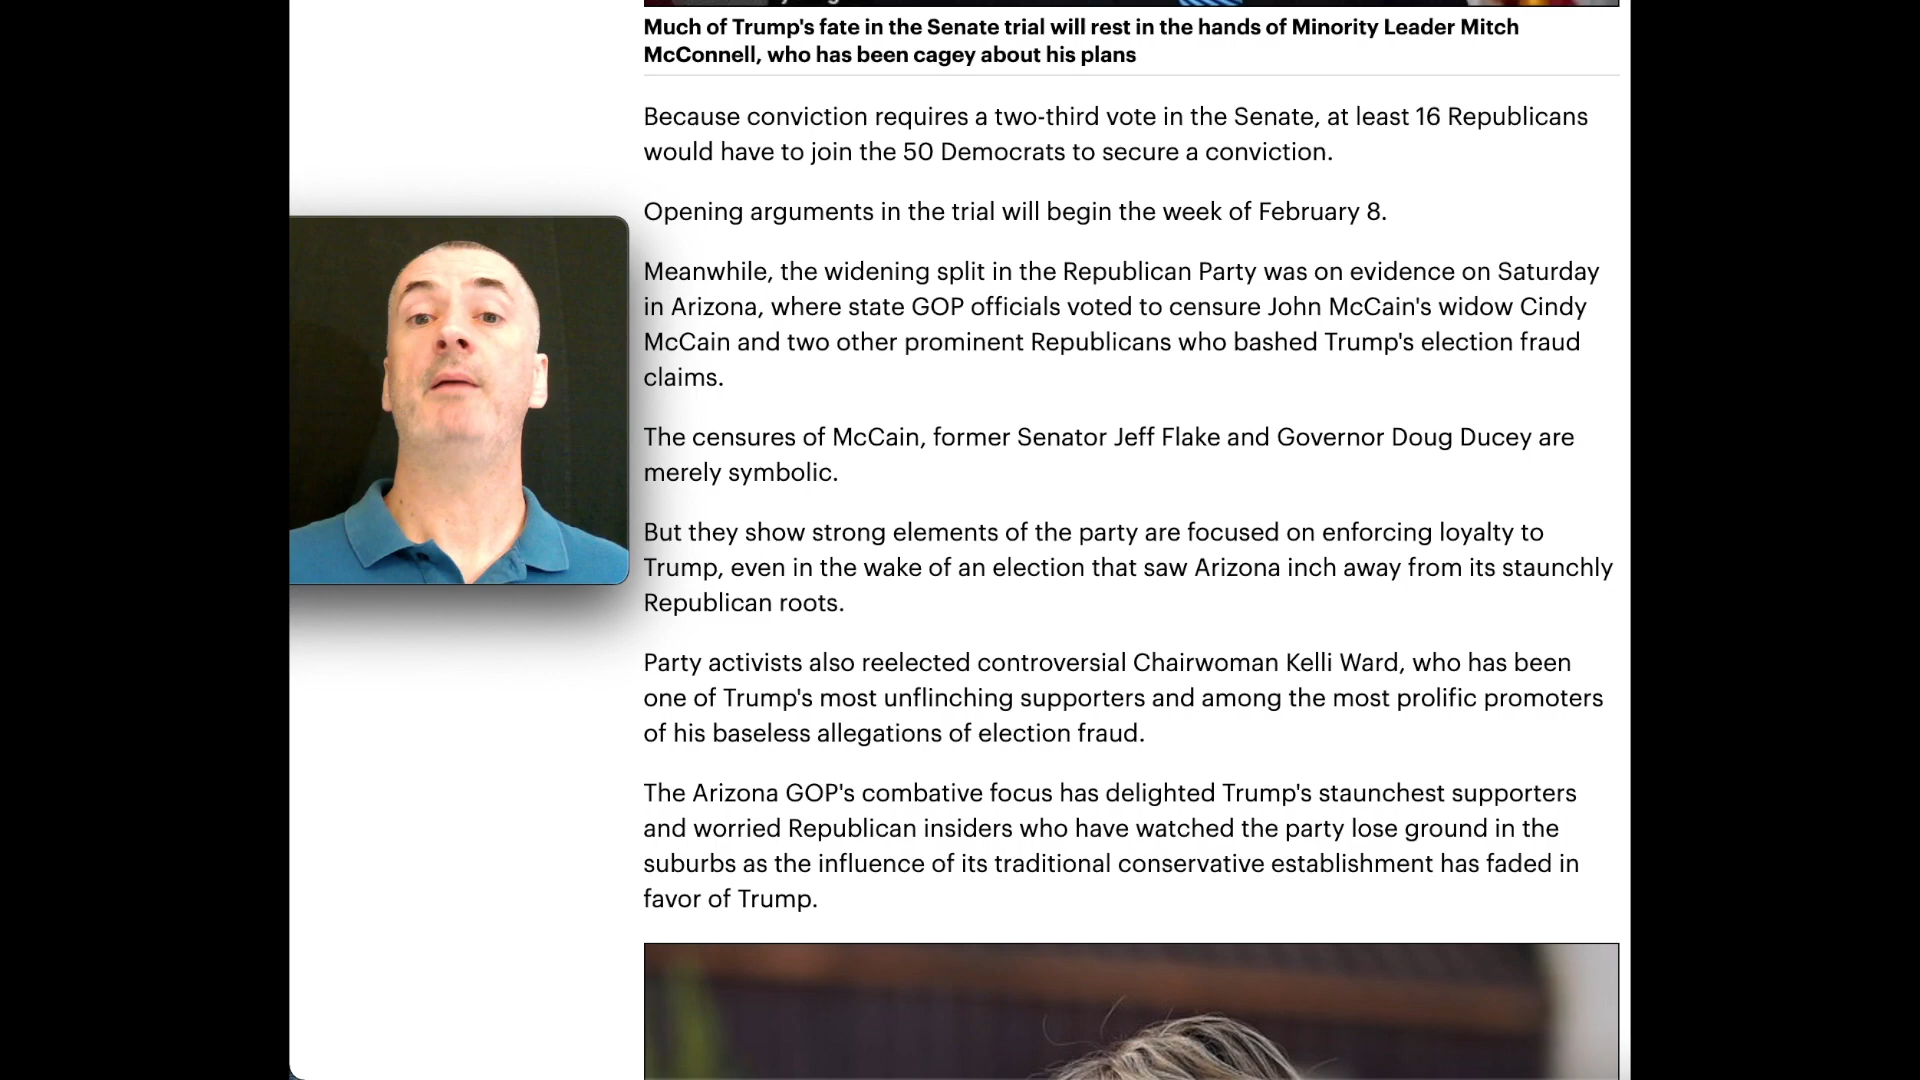 Much of Trump's fate in the Senate trial will rest in the hands of Minority Leader Mitch
McConnell, who has been cagey about his plans
Because conviction requires a two-third vote in the Senate, at least 16 Republicans
would have to join the 50 Democrats to secure a conviction.
Opening arguments in the trial will begin the week of February 8.
Meanwhile, the widening split in the Republican Party was on evidence on Saturday
in Arizona, where state GOP officials voted to censure John McCain's widow Cindy
McCain and two other prominent Republicans who bashed Trump's election fraud
claims.
The censures of McCain, former Senator Jeff Flake and Governor Doug Ducey are
merely symbolic.
But they show strong elements of the party are focused on enforcing loyalty to
Trump, even in the wake of an election that saw Arizona inch away from its staunchly
Republican roots.
Party activists also reelected controversial Chairwoman Kelli Ward, who has been
one of Trump's most unflinching supporters and among the most prolific promoters
of his baseless allegations of election fraud.
The Arizona GOP's combative focus has delighted Trump's staunchest supporters
and worried Republican insiders who have watched the party lose ground in the
suburbs as the influence of its traditional conservative establishment has faded in
favor of Trump.